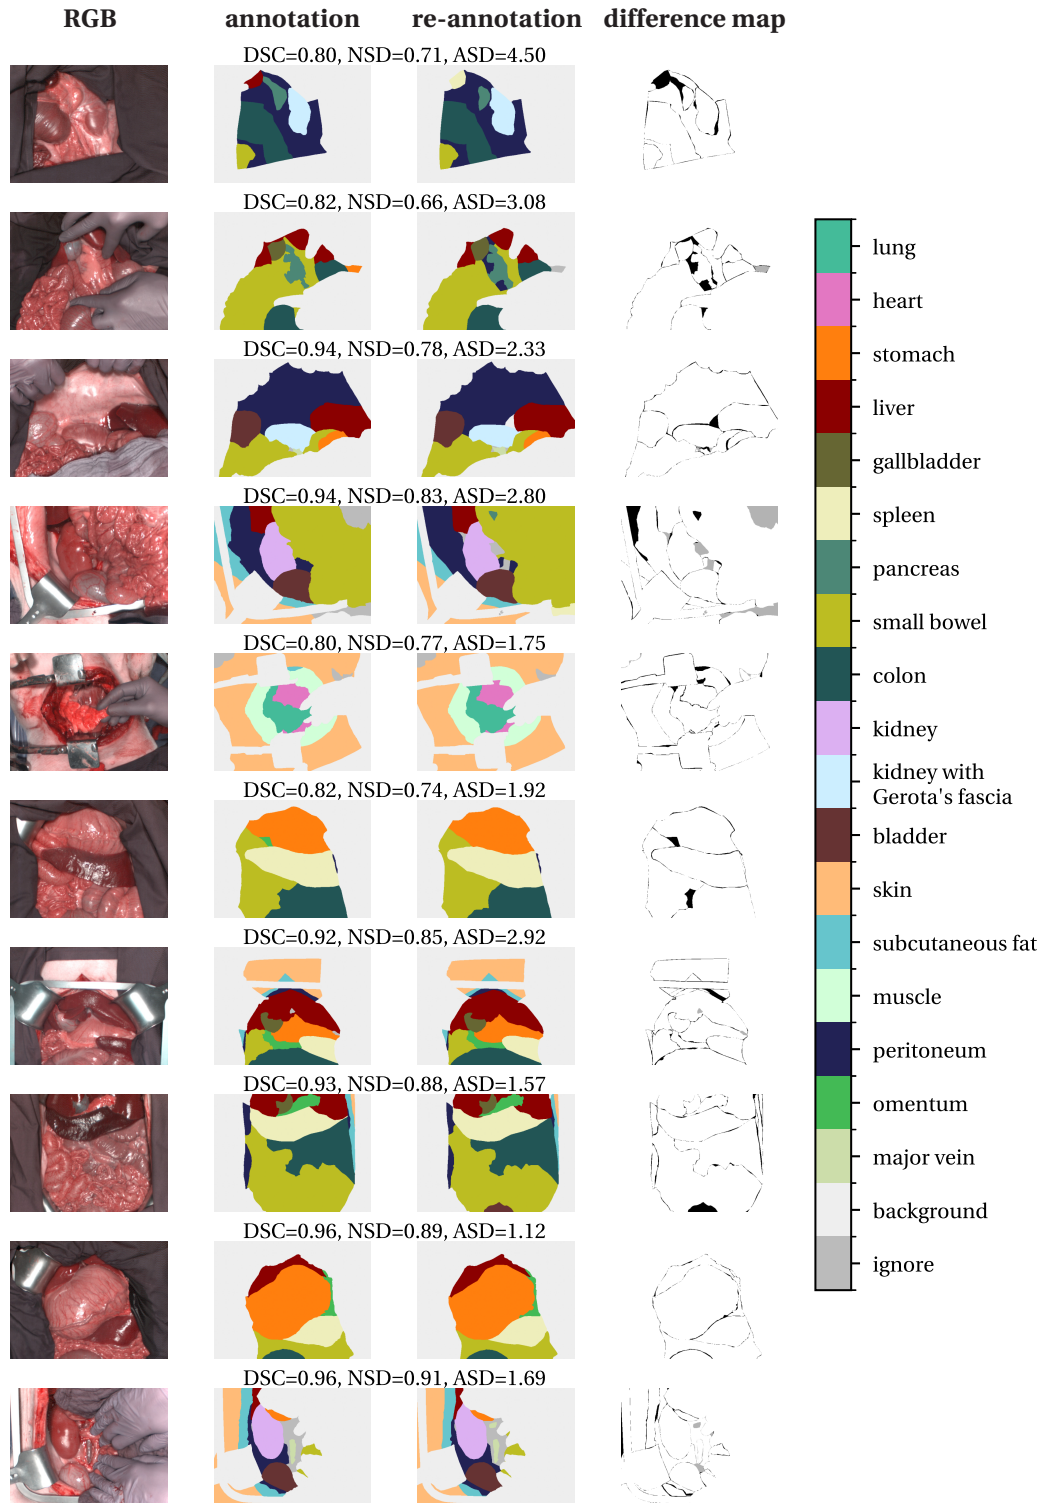 RGB annotation re-annotation difference map
DSC=0.80, NSD=0.71, ASD=4.50
DSC=0.82, NSD=0.66, ASD=3.08
DSC=0.94, NSD=0.78, ASD=2.33
DSC=0.94, NSD=0.83, ASD=2.80
DSC=0.80, NSD=0.77, ASD=1.75
DSC=0.82, NSD=0.74, ASD=1.92
DSC=0.92, NSD=0.85, ASD=2.92
DSC=0.93, NSD=0.88, ASD=1.57
DSC=0.96, NSD=0.89, ASD=1.12
DSC=0.96, NSD=0.91, ASD=1.69
lung
heart
stomach
liver
gallbladder
spleen
pancreas
small bowel
colon
kidney
kidney with
Gerota's fascia
bladder
skin
subcutaneous fat
muscle
peritoneum
omentum
major vein
background
ignore